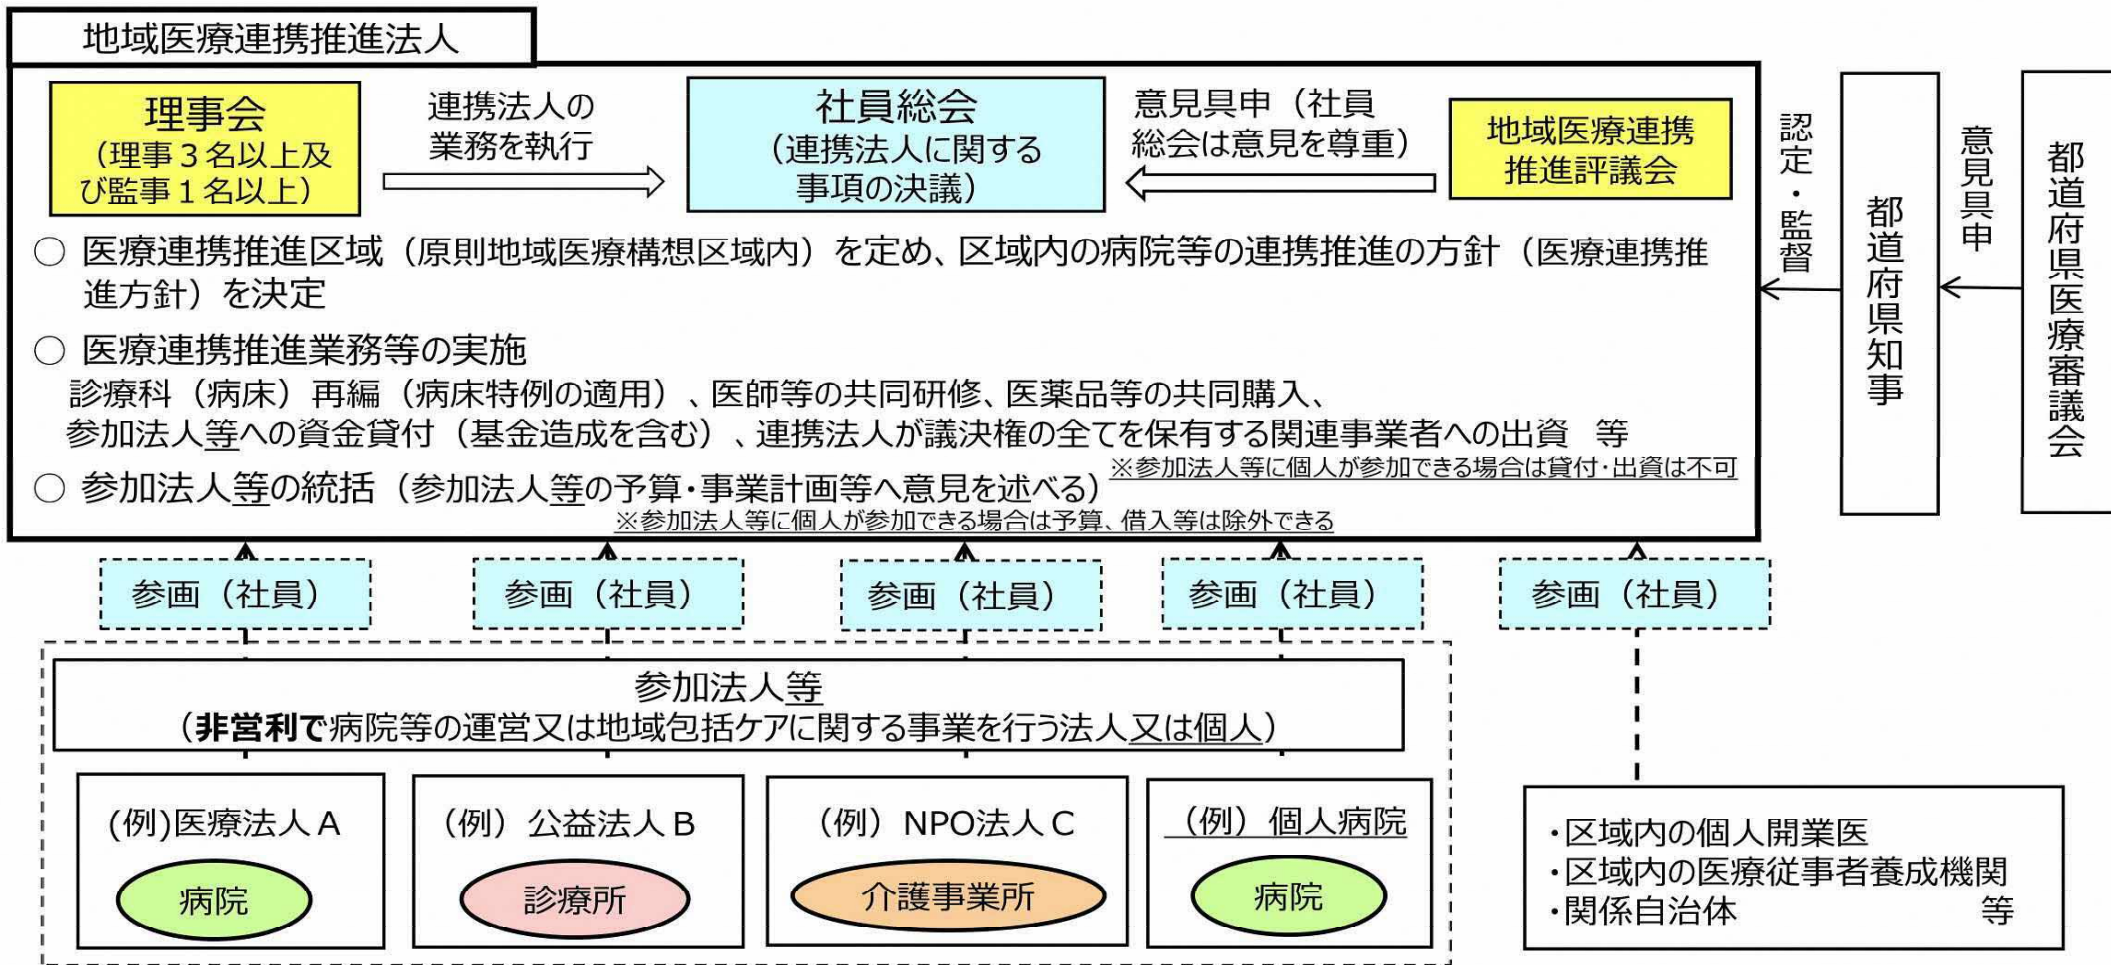 地域医療連携推進法人
理事会
（理事３名以上及
び監事１名以上）
連携法人の
業務を執行
社員総会
（連携法人に関する
事項の決議）
意見具申（社員
総会は意見を尊重）
地域医療連携
推進評議会
認定・監督
都道府県知事
意見具申
都道府県医療審議会
○ 医療連携推進区域（原則地域医療構想区域内）を定め、区域内の病院等の連携推進の方針（医療連携推
進方針）を決定
○ 医療連携推進業務等の実施
診療科（病床）再編（病床特例の適用）、医師等の共同研修、医薬品等の共同購入、
参加法人等への資金貸付（基金造成を含む）、連携法人が議決権の全てを保有する関連事業者への出資　等
※参加法人等に個人が参加できる場合は貸付・出資は不可
○ 参加法人等の統括（参加法人等の予算・事業計画等へ意見を述べる）
※参加法人等に個人が参加できる場合は予算、借入等は除外できる
参画（社員）
参画（社員）
参画（社員）
参画（社員）
参画（社員）
参加法人等
（非営利で病院等の運営又は地域包括ケアに関する事業を行う法人又は個人）
(例)医療法人Ａ
病院
（例）公益法人Ｂ
診療所
（例）NPO法人Ｃ
介護事業所
（例）個人病院
病院
・区域内の個人開業医
・区域内の医療従事者養成機関
・関係自治体　　　　　　　等